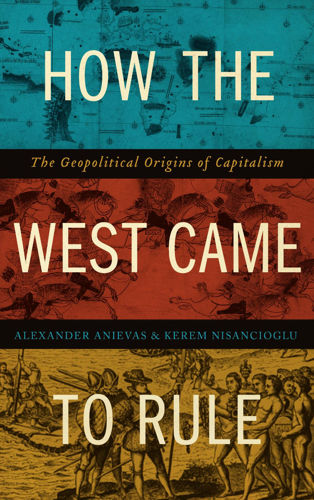 HOW THE
The Geopolitical Origins of Capitalism
WEST CAME
ALEXANDER ANIEVAS & KEREM NISANCIOGLU
TO RULE